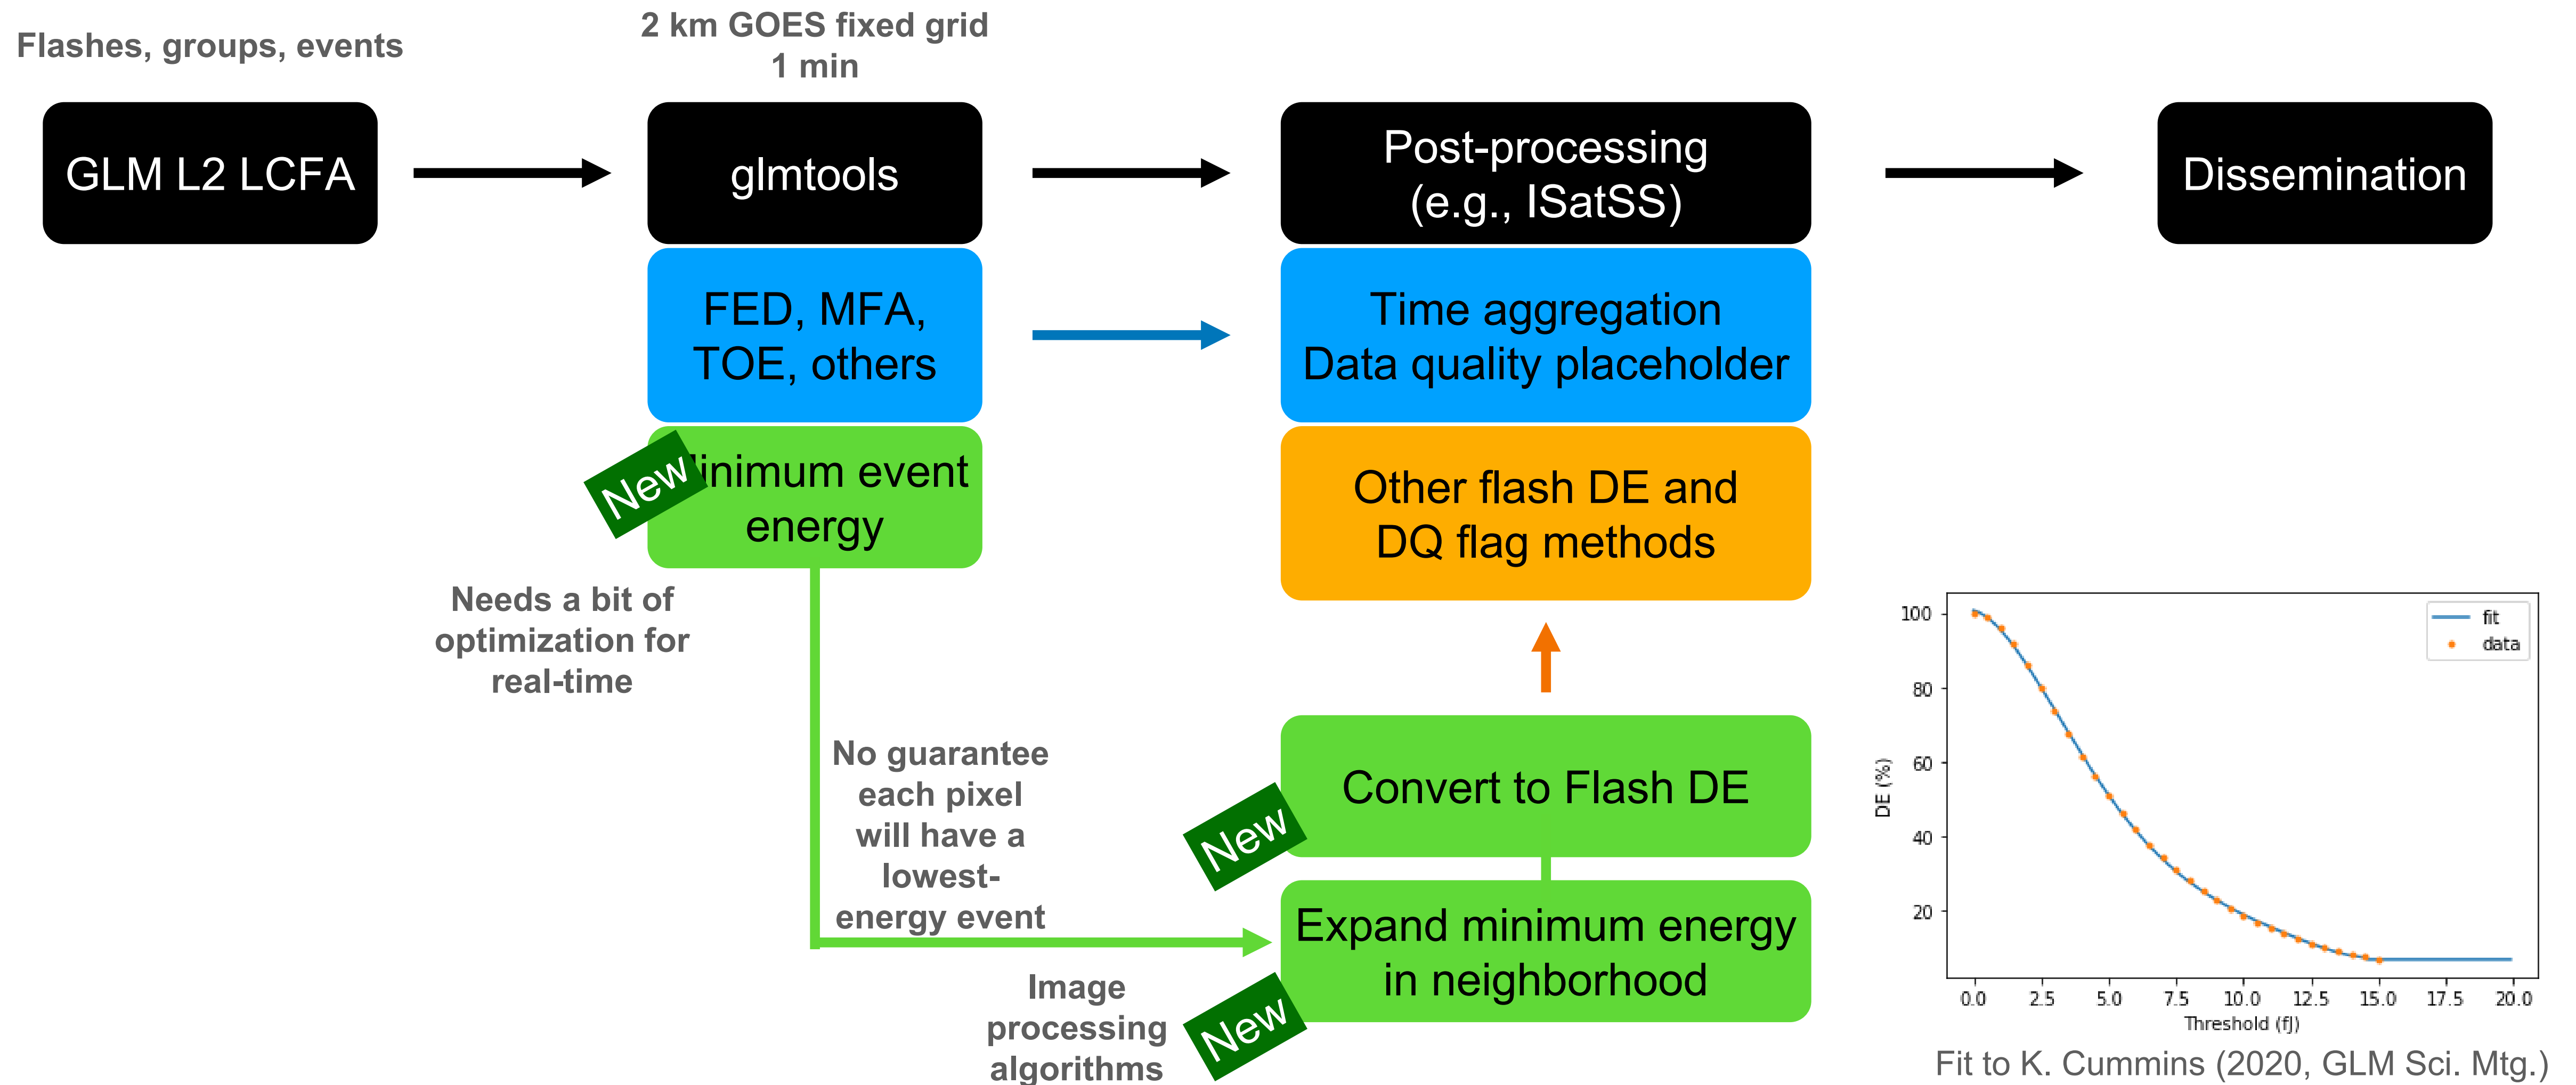 Flashes, groups, events
2 km GOES fixed grid
1 min
GLM L2 LCFA
glmtools
Post-processing
(e.g., ISatSS)
Dissemination
FED, MFA,
TOE, others
Time aggregation
Data quality placeholder
New
inimum event
energy
Other flash DE and
DQ flag methods
Needs a bit of
optimization for
real-time
No guarantee
each pixel
will have a
lowest-
energy event
Convert to Flash DE
New
Expand minimum energy
in neighborhood
New
Image
processing
algorithms
fit
data
100
80
60
40
20
DE (%)
0.0 2.5 5.0 7.5 10.0 12.5 15.0 17.5 20.0
Threshold (fJ)
Fit to K. Cummins (2020, GLM Sci. Mtg.)